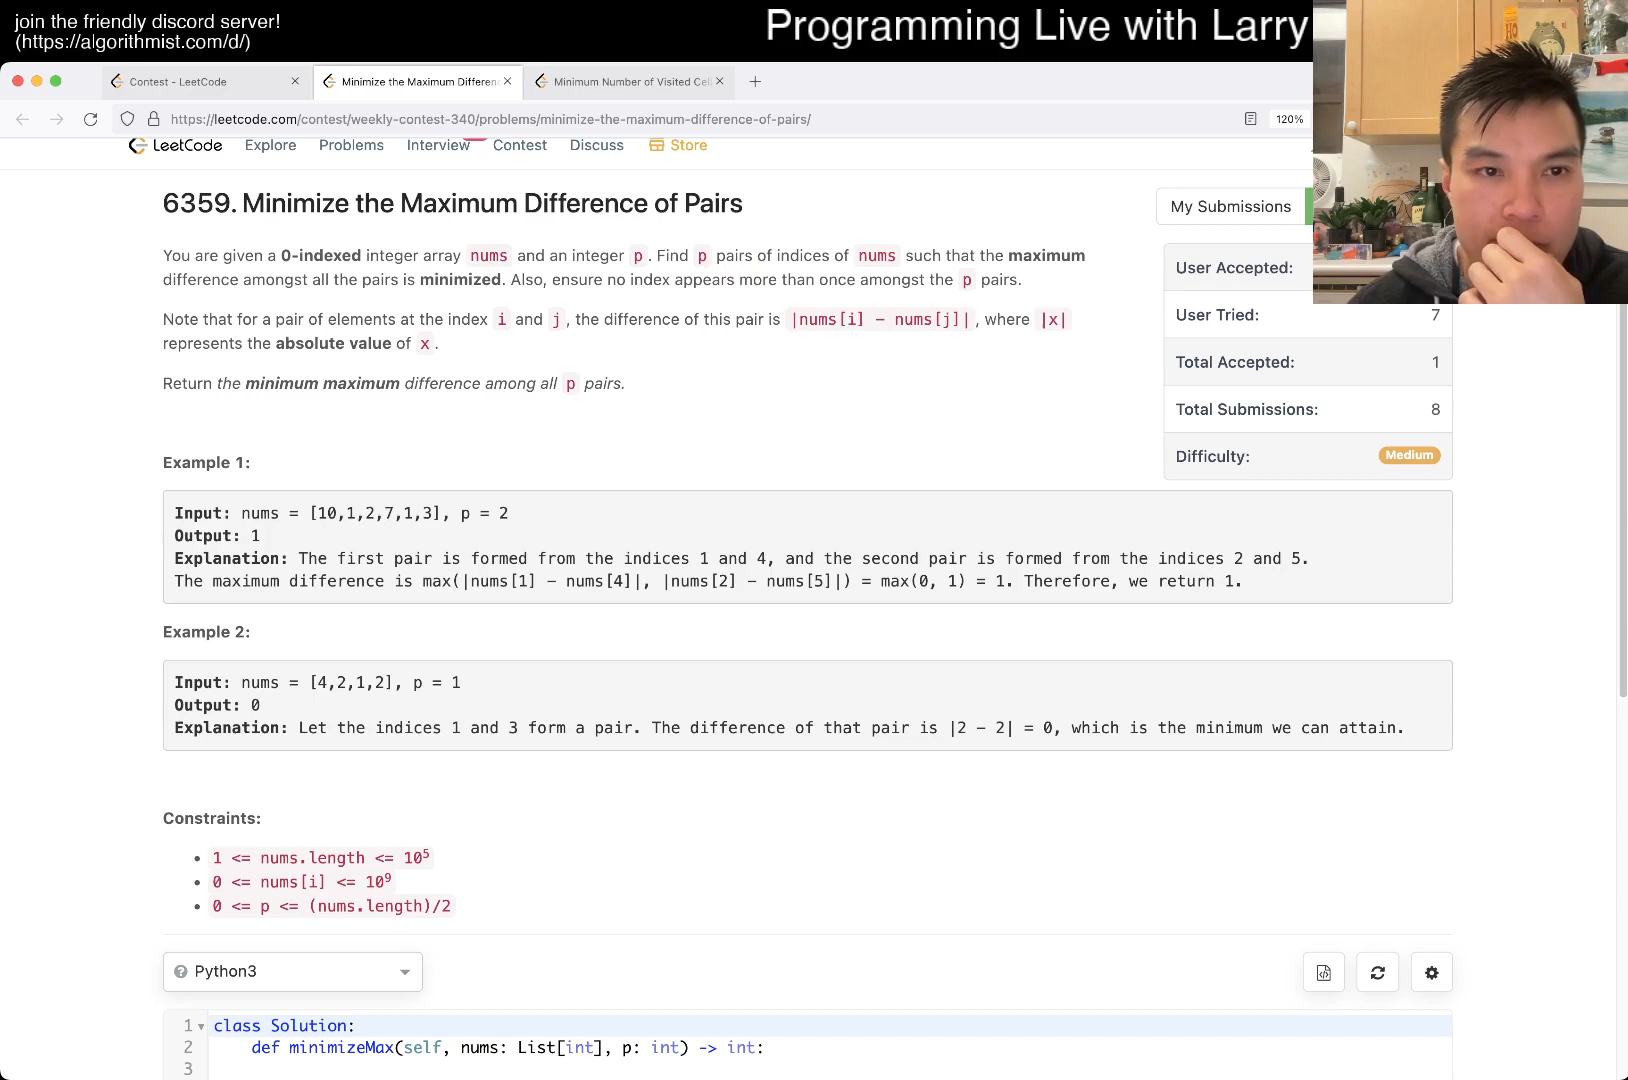 join the friendly discord server!
(https://algorithmist.com/d/)
Programming Live with Larry
Contest - LeetCode
Minimize the Maximum Differenc
Minimum Number of Visited Cel
https://leetcode.com/contest/weekly-contest-340/problems/minimize-the-maximum-difference-of-pairs/
120%
LeetCode Explore Problems Interview Contest Discuss Store
6359. Minimize the Maximum Difference of Pairs
My Submissions
You are given a 0-indexed integer array nums and an integer p. Find p pairs of indices of nums such that the maximum
difference amongst all the pairs is minimized. Also, ensure no index appears more than once amongst the p pairs.
Note that for a pair of elements at the index i and j, the difference of this pair is |nums[i] - nums[j]|, where |x|
represents the absolute value of x.
Return the minimum maximum difference among all p pairs.
User Accepted:
User Tried: 7
Total Accepted: 1
Total Submissions: 8
Difficulty: Medium
Example 1:
Input: nums = [10,1,2,7,1,3], p = 2
Output: 1
Explanation: The first pair is formed from the indices 1 and 4, and the second pair is formed from the indices 2 and 5.
The maximum difference is max(|nums[1] - nums[4]|, |nums[2] - nums[5]|) = max(0, 1) = 1. Therefore, we return 1.
Example 2:
Input: nums = [4,2,1,2], p = 1
Output: 0
Explanation: Let the indices 1 and 3 form a pair. The difference of that pair is |2 - 2| = 0, which is the minimum we can attain.
Constraints:
1 <= nums.length <= 10⁵
0 <= nums[i] <= 10⁹
0 <= p <= (nums.length)/2
Python3
1 class Solution:
2 def minimizeMax(self, nums: List[int], p: int) -> int:
3